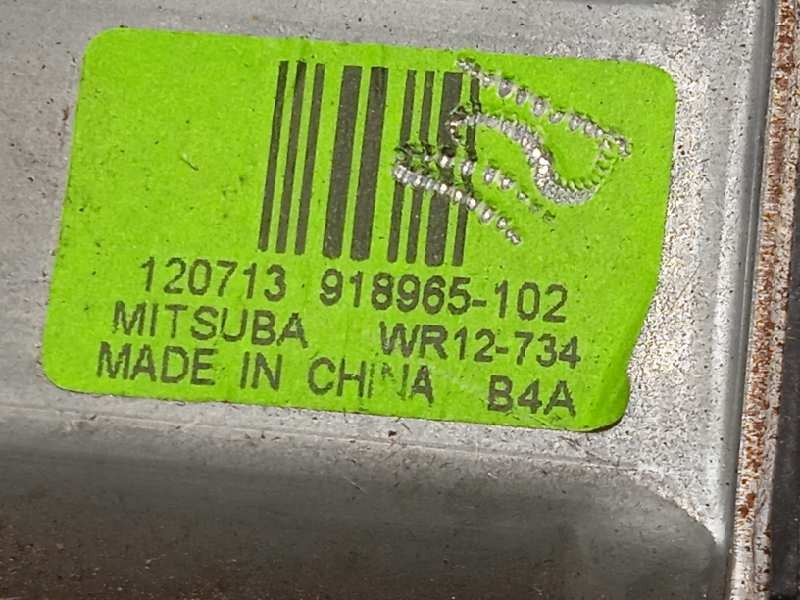 120713 918965-102
MITSUBA WR12-734
MADE IN CHINA B4A